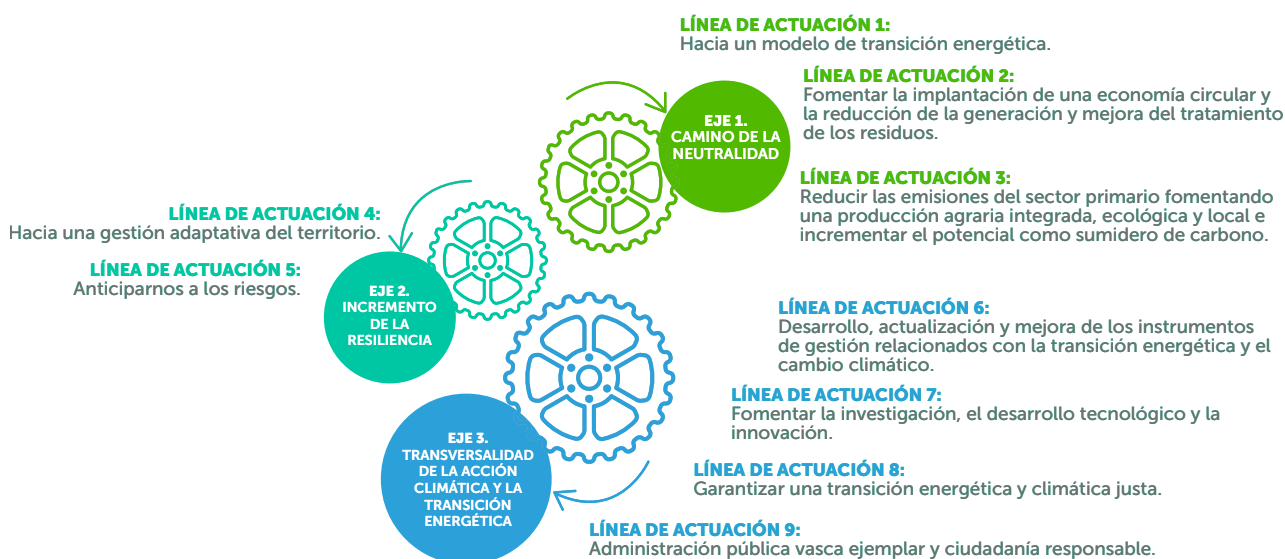 LÍNEA DE ACTUACIÓN 1:
Hacia un modelo de transición energética.
LÍNEA DE ACTUACIÓN 2:
Fomentar la implantación de una economía circular y
la reducción de la generación y mejora del tratamiento
de los residuos.
EJE 1.
CAMINO DE LA
NEUTRALIDAD
LÍNEA DE ACTUACIÓN 3:
Reducir las emisiones del sector primario fomentando
una producción agraria integrada, ecológica y local e
incrementar el potencial como sumidero de carbono.
LÍNEA DE ACTUACIÓN 4:
Hacia una gestión adaptativa del territorio.
LÍNEA DE ACTUACIÓN 5:
Anticiparnos a los riesgos.
EJE 2.
INCREMENTO
DE LA
RESILIENCIA
LÍNEA DE ACTUACIÓN 6:
Desarrollo, actualización y mejora de los instrumentos
de gestión relacionados con la transición energética y el
cambio climático.
LÍNEA DE ACTUACIÓN 7:
Fomentar la investigación, el desarrollo tecnológico y la
innovación.
EJE 3.
TRANSVERSALIDAD
DE LA ACCIÓN
CLIMÁTICA Y LA
TRANSICIÓN
ENERGÉTICA
LÍNEA DE ACTUACIÓN 8:
Garantizar una transición energética y climática justa.
LÍNEA DE ACTUACIÓN 9:
Administración pública vasca ejemplar y ciudadanía responsable.